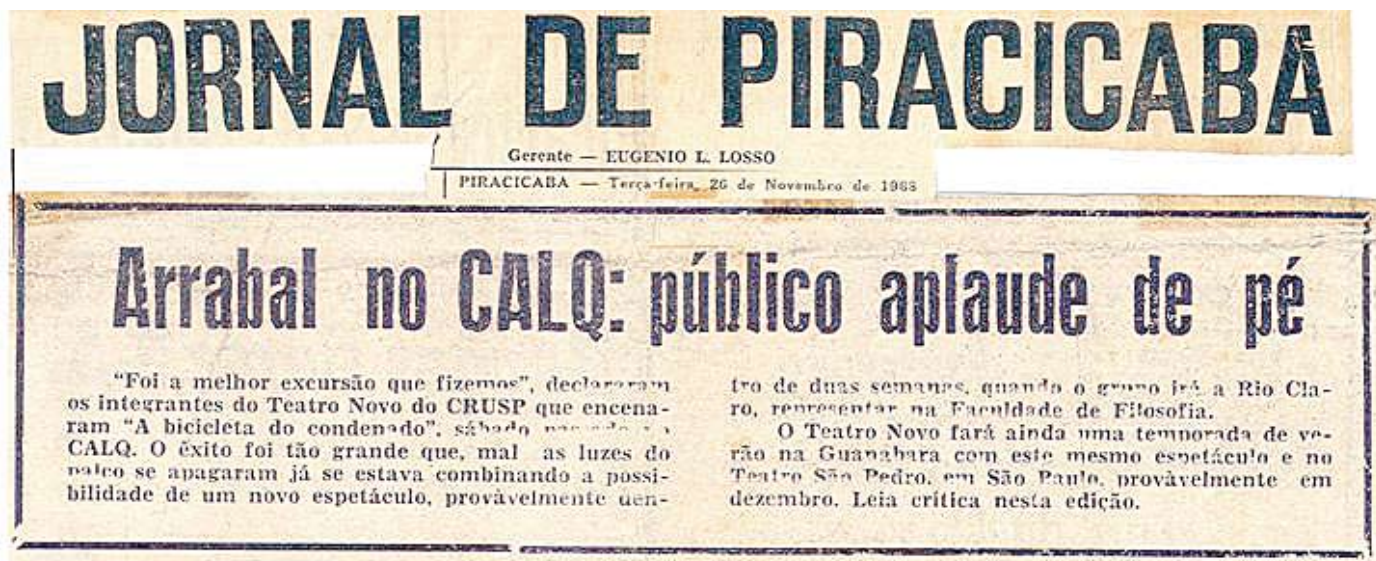 JORNAL DE PIRACICABA
Gerente — EUGENIO L. LOSSO
PIRACICABA — Terça-feira, 26 de Novembro de 1968
Arrabal no CALQ: público aplaude de pé
"Foi a melhor excursão que fizemos", declararam
os integrantes do Teatro Novo do CRUSP que encena-
ram "A bicicleta do condenado", sábado passado no
CALQ. O êxito foi tão grande que, mal as luzes do
palco se apagaram já se estava combinando a possi-
bilidade de um novo espetáculo, provàvelmente den-
tro de duas semanas, quando o grupo irá a Rio Cla-
ro, representar na Faculdade de Filosofia.
O Teatro Novo fará ainda uma temporada de ve-
rão na Guanabara com este mesmo espetáculo e no
Teatro São Pedro, em São Paulo, provàvelmente em
dezembro. Leia crítica nesta edição.